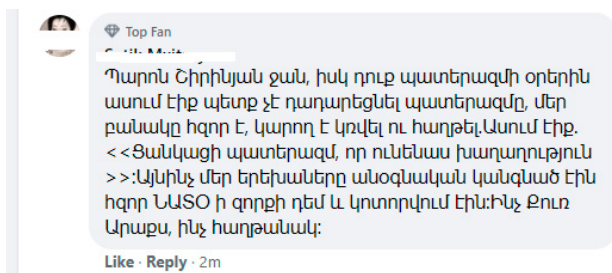 Top Fan
Պարոն Շիրինյան ջան, իսկ դուք պատերազմի օրերին
ասում էիք պետք չէ դադարեցնել պատերազմը, մեր
բանակը հզոր է, կարող է կռվել ու հաղթել.Ասում էիք.
<<Ցանկացի պատերազմ, որ ունենաս խաղաղություն
>>:Այնինչ մեր երեխաները անօգնական կանգնած էին
հզոր ՆԱՏՕ ի զորքի դեմ և կոտորվում էին:Ինչ Քուռ
Արաքս, ինչ հաղթանակ:
Like · Reply · 2m